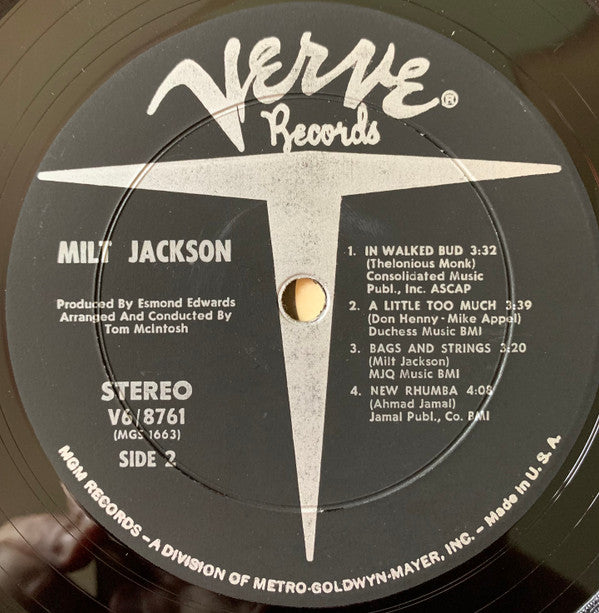 Verve®
Records
MILT JACKSON
Produced By Esmond Edwards
Arranged And Conducted By
Tom McIntosh
STEREO
V6/8761
(MGS 1663)
SIDE 2
1. IN WALKED BUD 3:32
(Thelonious Monk)
Consolidated Music
Publ., Inc. ASCAP
2. A LITTLE TOO MUCH 3:39
(Don Henny • Mike Appel)
Duchess Music BMI
3. BAGS AND STRINGS 3:20
(Milt Jackson)
MJQ Music BMI
4. NEW RHUMBA 4:08
(Ahmad Jamal)
Jamal Publ., Co. BMI
MGM RECORDS – A DIVISION OF METRO-GOLDWYN-MAYER, INC. – Made in U. S. A.